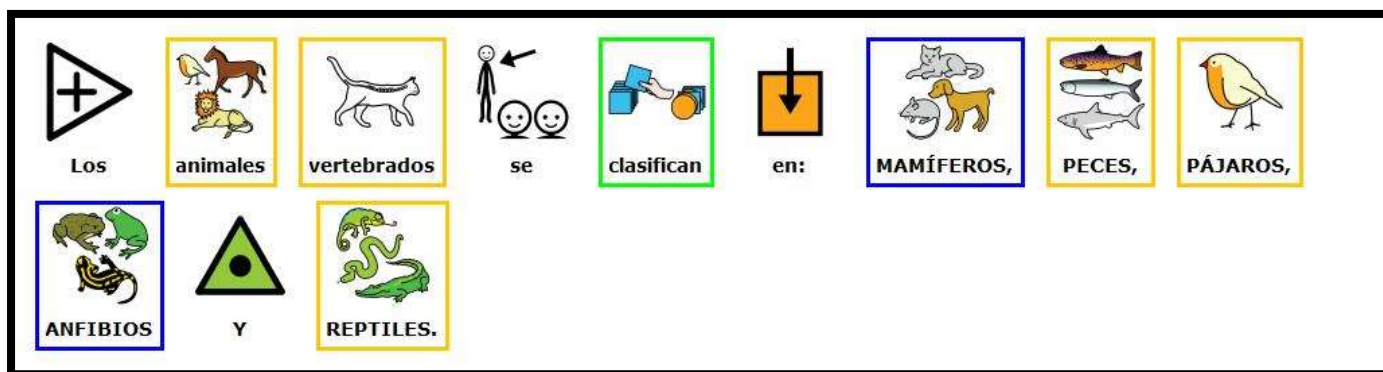 Los animales vertebrados se clasifican en: MAMÍFEROS, PECES, PÁJAROS,
ANFIBIOS Y REPTILES.